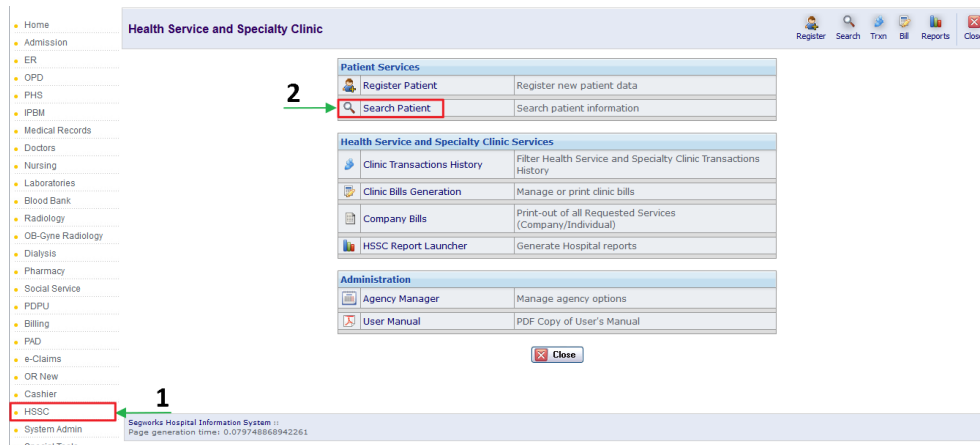 Home
Admission
ER
OPD
PHS
IPBM
Medical Records
Doctors
Nursing
Laboratories
Blood Bank
Radiology
OB-Gyne Radiology
Dialysis
Pharmacy
Social Service
PDPU
Billing
PAD
e-Claims
OR New
Cashier
HSSC
System Admin
1
Health Service and Specialty Clinic
Register Search Trxn Bill Reports Close
Patient Services
Register Patient Register new patient data
2
Search Patient Search patient information
Health Service and Specialty Clinic Services
Clinic Transactions History Filter Health Service and Specialty Clinic Transactions
History
Clinic Bills Generation Manage or print clinic bills
Company Bills Print-out of all Requested Services
(Company/Individual)
HSSC Report Launcher Generate Hospital reports
Administration
Agency Manager Manage agency options
User Manual PDF Copy of User's Manual
Close
Segworks Hospital Information System ::
Page generation time: 0.079748868942261